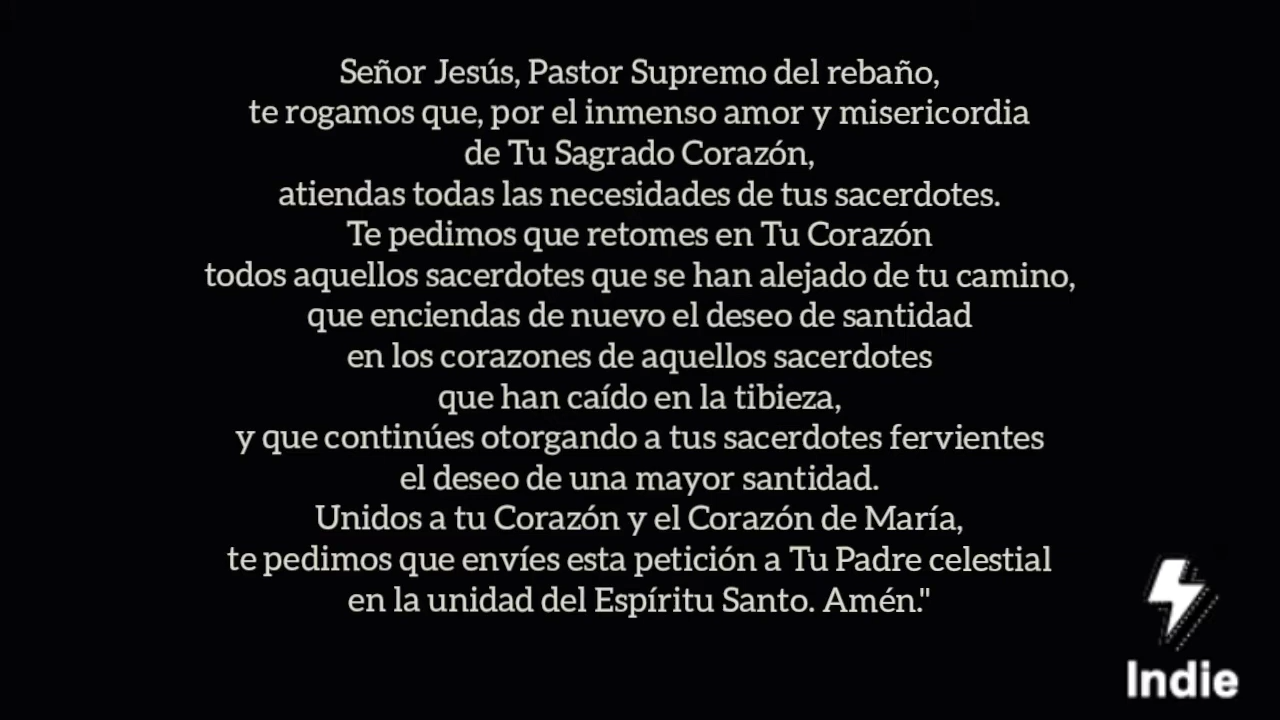 Señor Jesús, Pastor Supremo del rebaño,
te rogamos que, por el inmenso amor y misericordia
de Tu Sagrado Corazón,
atiendas todas las necesidades de tus sacerdotes.
Te pedimos que retomes en Tu Corazón
todos aquellos sacerdotes que se han alejado de tu camino,
que enciendas de nuevo el deseo de santidad
en los corazones de aquellos sacerdotes
que han caído en la tibieza,
y que continúes otorgando a tus sacerdotes fervientes
el deseo de una mayor santidad.
Unidos a tu Corazón y el Corazón de María,
te pedimos que envíes esta petición a Tu Padre celestial
en la unidad del Espíritu Santo. Amén."
Indie